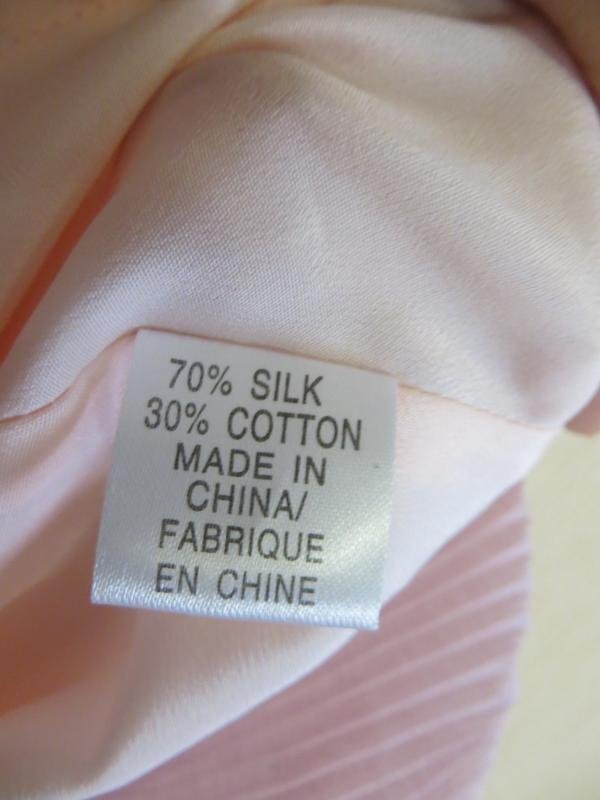 70% SILK
30% COTTON
MADE IN
CHINA/
FABRIQUE
EN CHINE